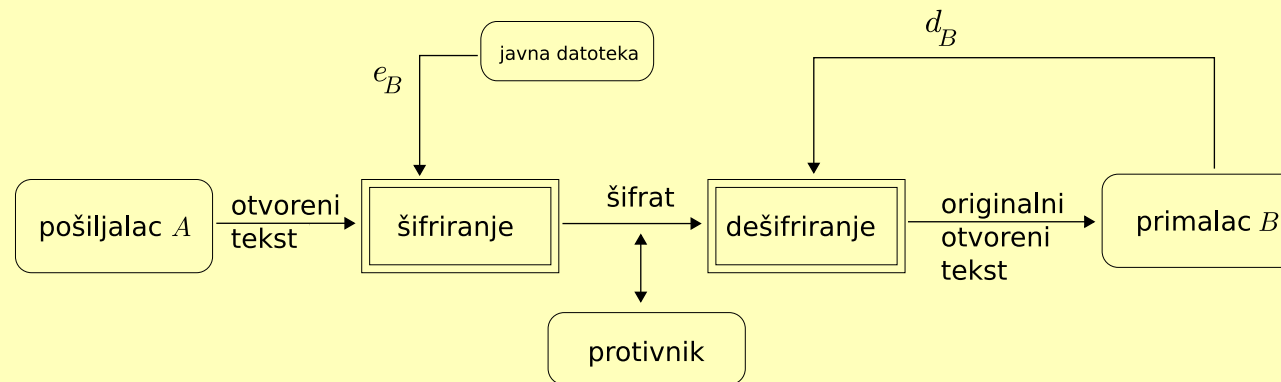 d_B
javna datoteka
e_B
šifrat
pošiljalac A
otvoreni
tekst
šifriranje
dešifriranje
originalni
otvoreni
tekst
primalac B
protivnik